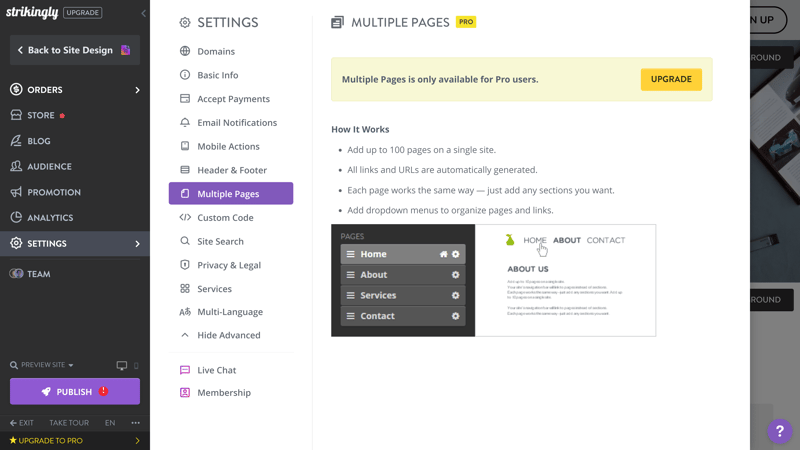 strikingly
UPGRADE
Back to Site Design
ORDERS
STORE
BLOG
AUDIENCE
PROMOTION
ANALYTICS
SETTINGS
TEAM
PREVIEW SITE
PUBLISH !
EXIT TAKE TOUR EN
UPGRADE TO PRO
SETTINGS
Domains
Basic Info
Accept Payments
Email Notifications
Mobile Actions
Header & Footer
Multiple Pages
Custom Code
Site Search
Privacy & Legal
Services
Multi-Language
Hide Advanced
Live Chat
Membership
MULTIPLE PAGES PRO
Multiple Pages is only available for Pro users.
UPGRADE
How It Works
• Add up to 100 pages on a single site.
• All links and URLs are automatically generated.
• Each page works the same way — just add any sections you want.
• Add dropdown menus to organize pages and links.
PAGES
Home
About
Services
Contact
HOME ABOUT CONTACT
ABOUT US
N UP
ROUND
ROUND
?